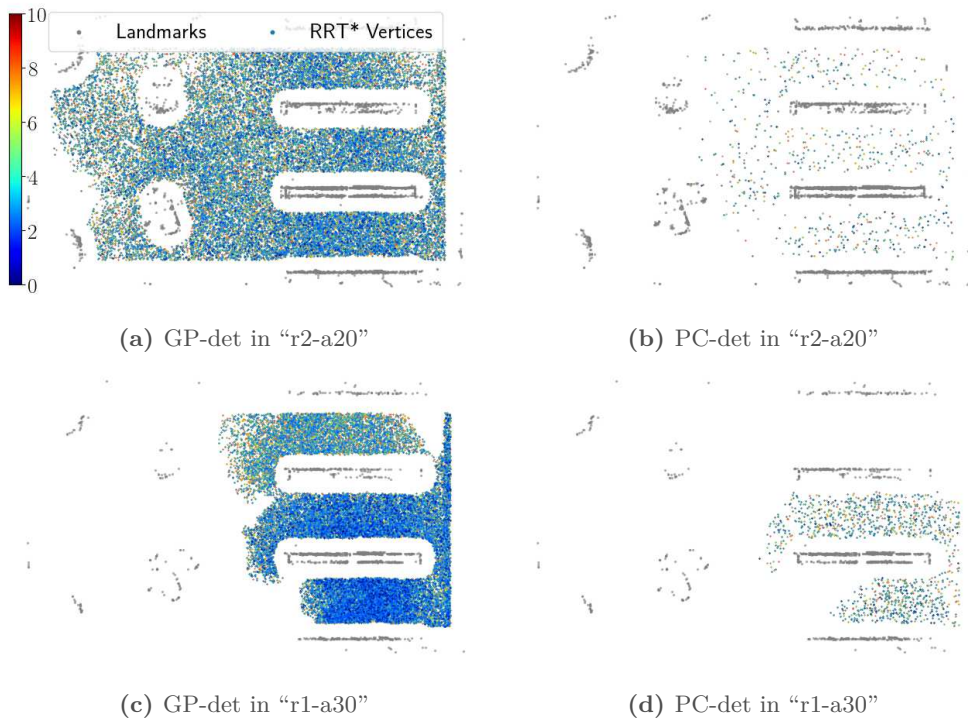 10
8
6
4
2
0
Landmarks
RRT* Vertices
(a) GP-det in “r2-a20”
(b) PC-det in “r2-a20”
(c) GP-det in “r1-a30”
(d) PC-det in “r1-a30”